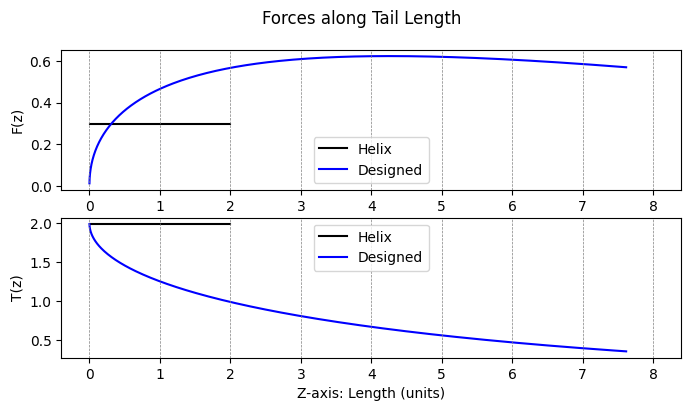 Forces along Tail Length
F(z)
0.6
0.4
0.2
0.0
Helix
Designed
0 1 2 3 4 5 6 7 8
T(z)
2.0
1.5
1.0
0.5
Helix
Designed
0 1 2 3 4 5 6 7 8
Z-axis: Length (units)